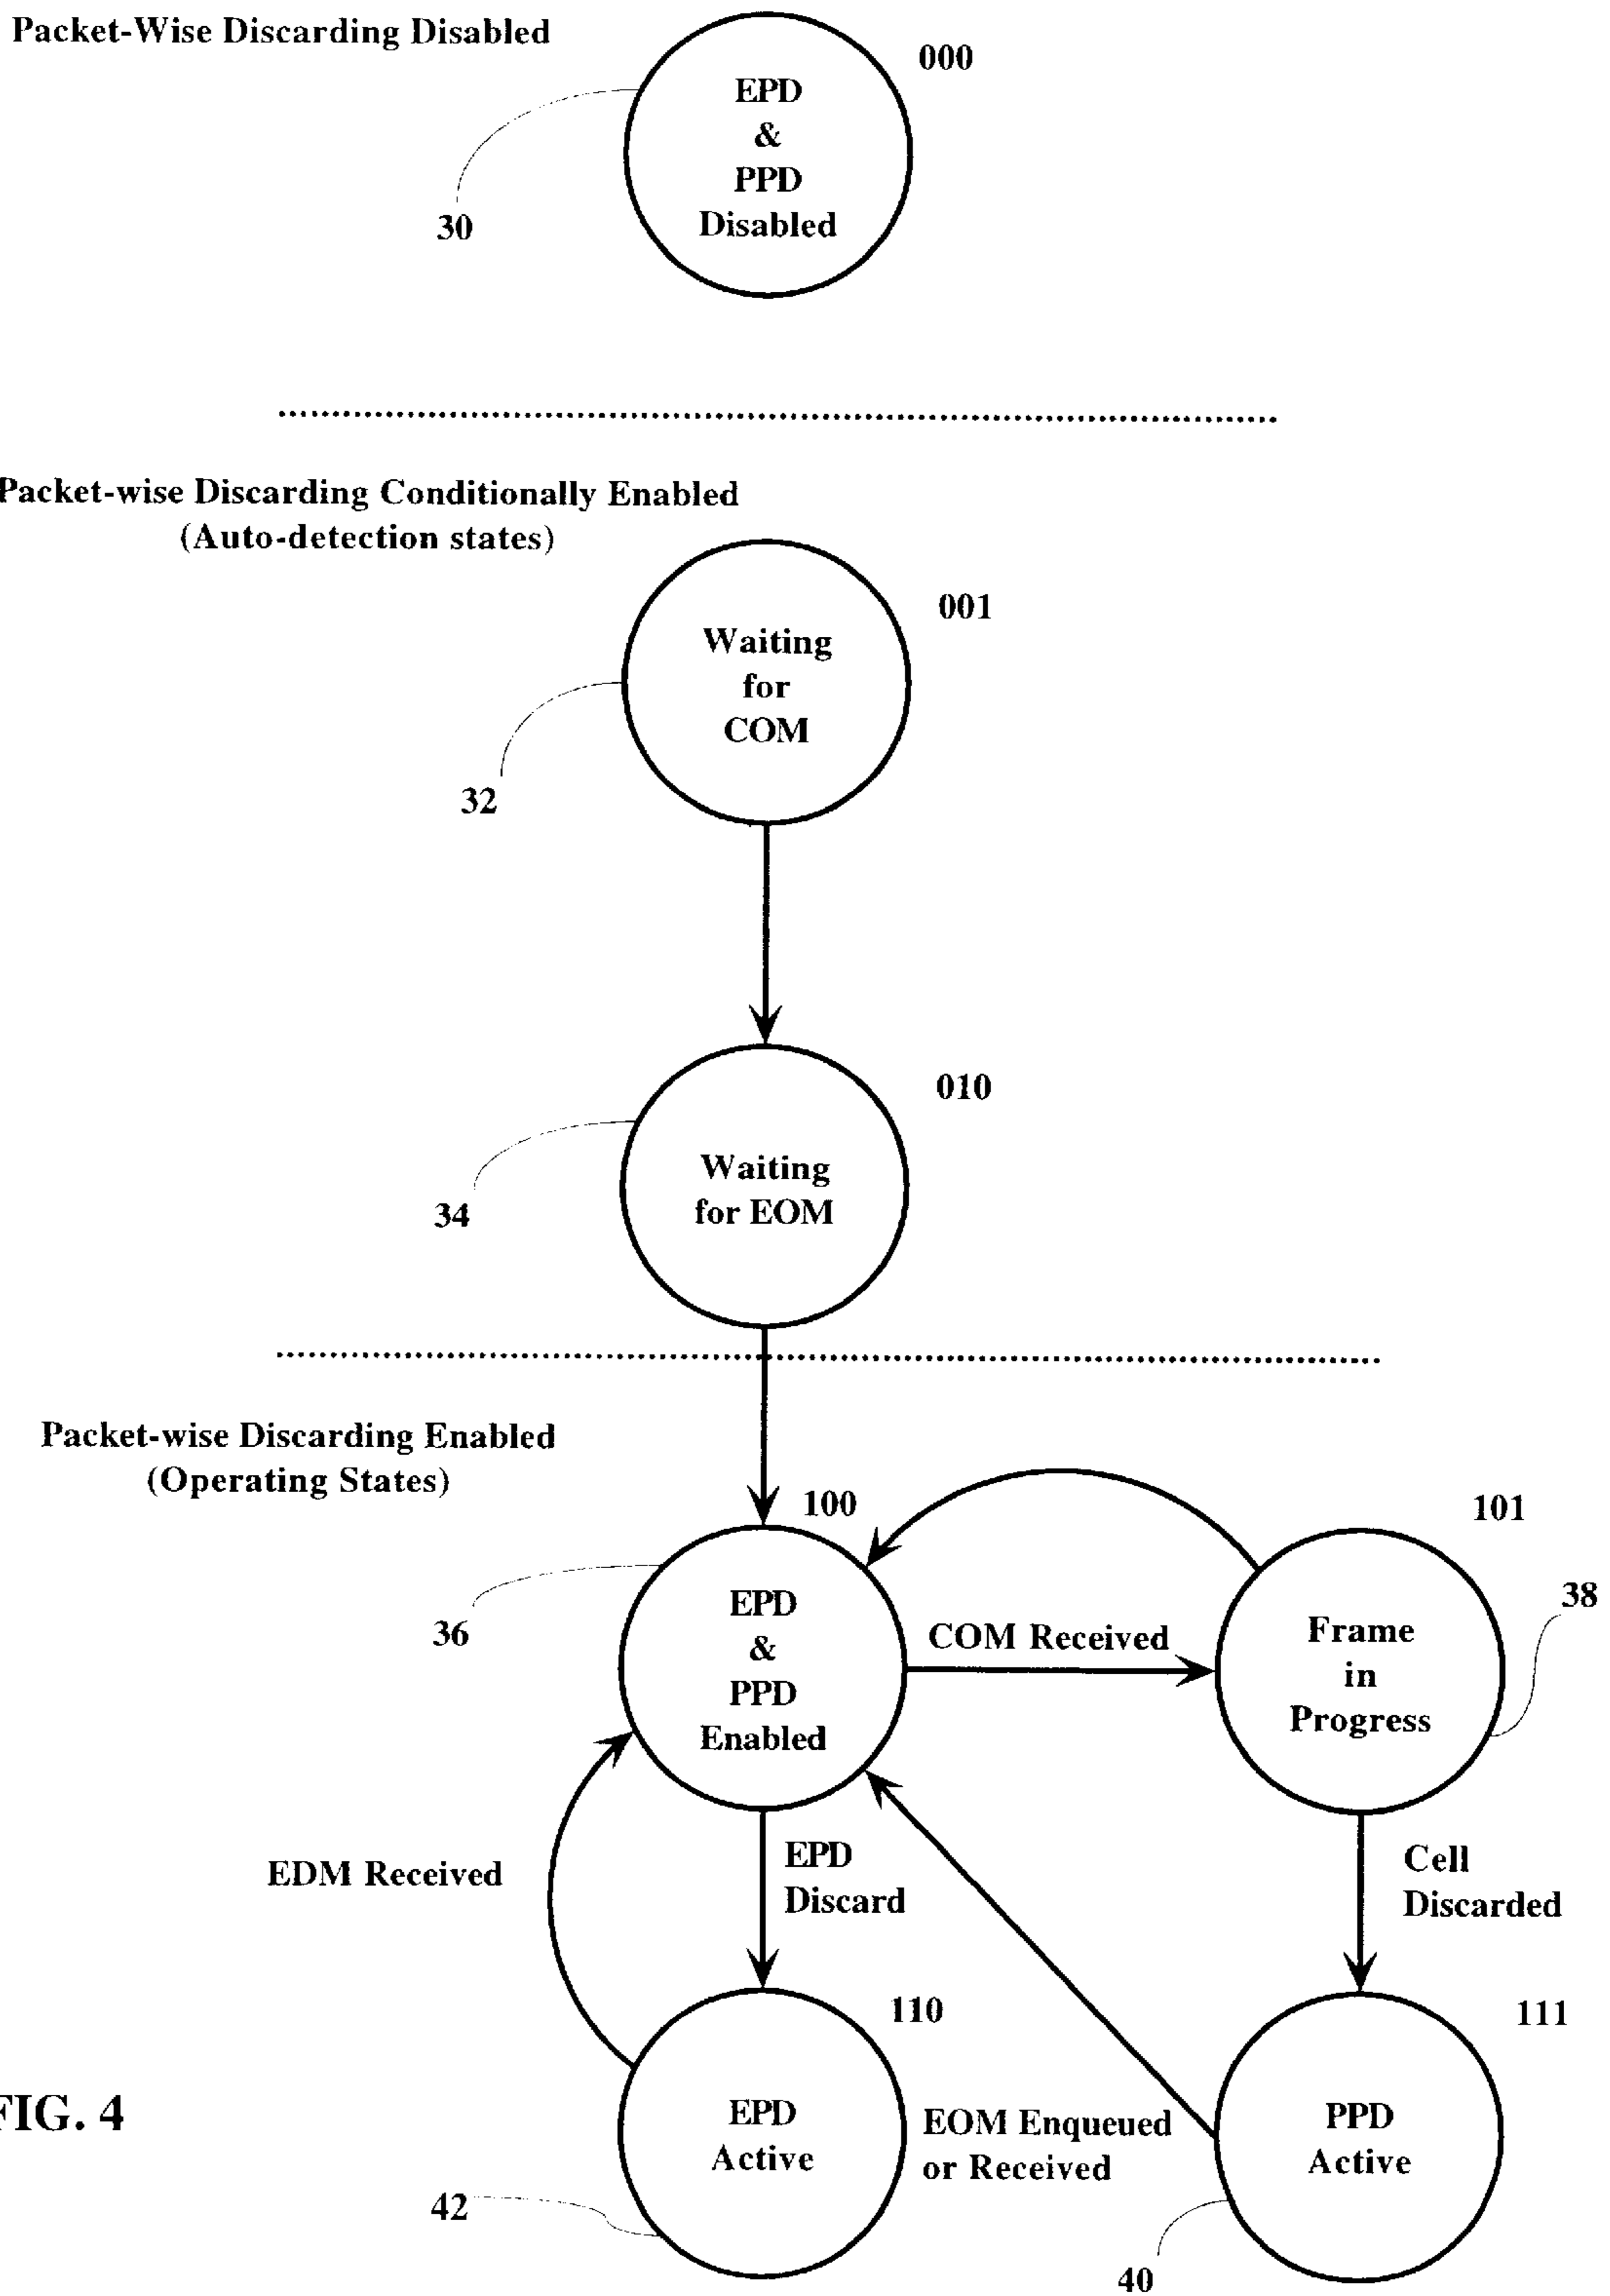 Packet-Wise Discarding Disabled
000
EPD
&
PPD
Disabled
30
Packet-wise Discarding Conditionally Enabled
(Auto-detection states)
001
Waiting
for
COM
32
010
Waiting
for EOM
34
Packet-wise Discarding Enabled
(Operating States)
100
101
EPD
&
PPD
Enabled
36
COM Received
Frame
in
Progress
38
EDM Received
EPD
Discard
Cell
Discarded
110
111
EPD
Active
EOM Enqueued
or Received
PPD
Active
42
40
FIG. 4